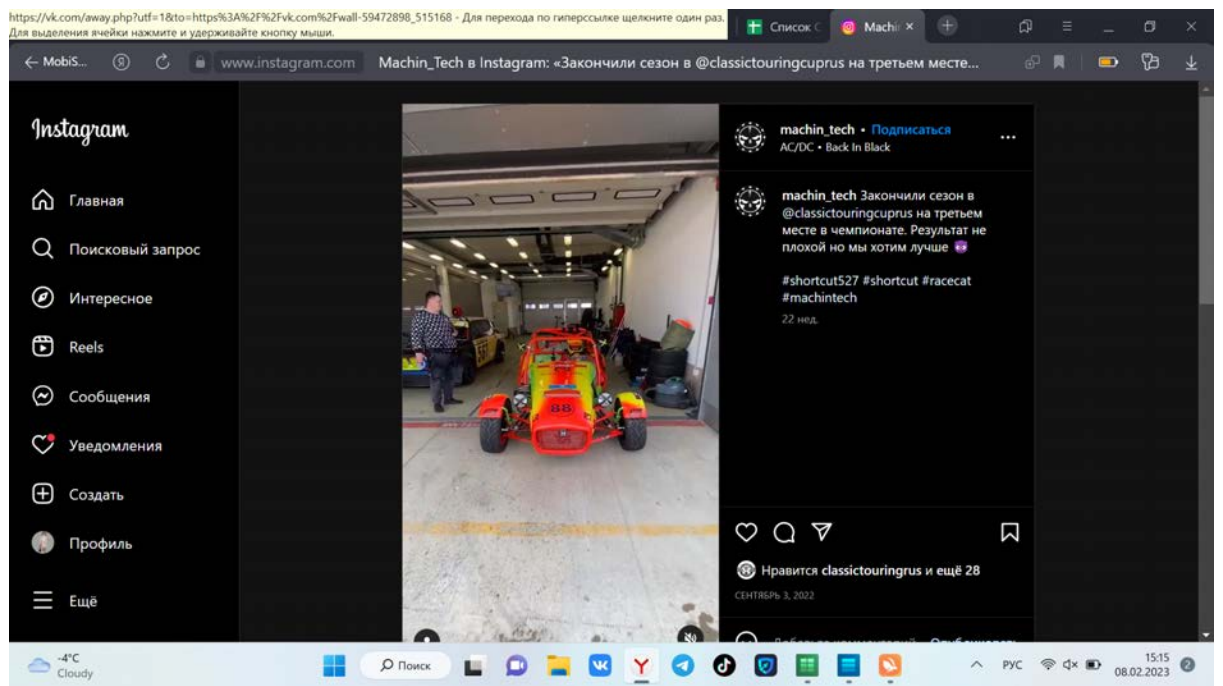 https://vk.com/away.php?utf=1&to=https%3A%2F%2Fvk.com%2Fwall-59472898_515168 - Для перехода по гиперссылке щелкните один раз.
Для выделения ячейки нажмите и удерживайте кнопку мыши.
Список С
Machin
← MobiS...
www.instagram.com
Machin_Tech в Instagram: «Закончили сезон в @classictouringcuprus на третьем месте...
Instagram
Главная
Поисковый запрос
Интересное
Reels
Сообщения
Уведомления
Создать
Профиль
Ещё
88
machin_tech • Подписаться
AC/DC • Back In Black
machin_tech Закончили сезон в
@classictouringcuprus на третьем
месте в чемпионате. Результат не
плохой но мы хотим лучше
#shortcut527 #shortcut #racecat
#machintech
22 нед.
Нравится classictouringrus и ещё 28
СЕНТЯБРЬ 3, 2022
-4°C
Cloudy
Поиск
РУС
15:15
08.02.2023
2